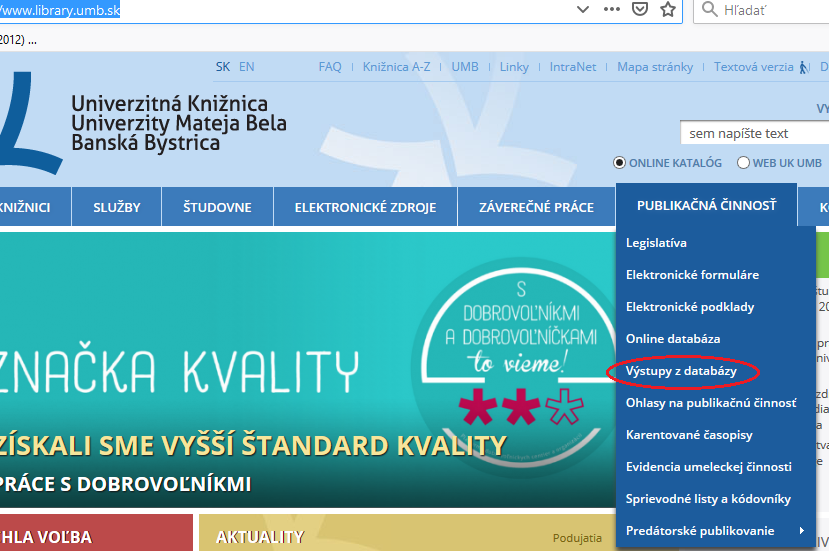 /www.library.umb.sk
Hľadať
2012) ...
SK EN FAQ Knižnica A-Z UMB Linky IntraNet Mapa stránky Textová verzia
Univerzitná Knižnica
Univerzity Mateja Bela
Banská Bystrica
sem napíšte text
ONLINE KATALÓG WEB UK UMB
KNIŽNICI SLUŽBY ŠTUDOVNE ELEKTRONICKÉ ZDROJE ZÁVEREČNÉ PRÁCE PUBLIKAČNÁ ČINNOSŤ
Legislatíva
Elektronické formuláre
Elektronické podklady
Online databáza
Výstupy z databázy
Ohlasy na publikačnú činnosť
Karentované časopisy
Evidencia umeleckej činnosti
Sprievodné listy a kódovníky
Predátorské publikovanie
ZNAČKA KVALITY
S
DOBROVOĽNÍKMI
A DOBROVOĽNÍČKAMI
to vieme!
ZÍSKALI SME VYŠŠÍ ŠTANDARD KVALITY
PRÁCE S DOBROVOĽNÍKMI
HLA VOĽBA
AKTUALITY
Podujatia